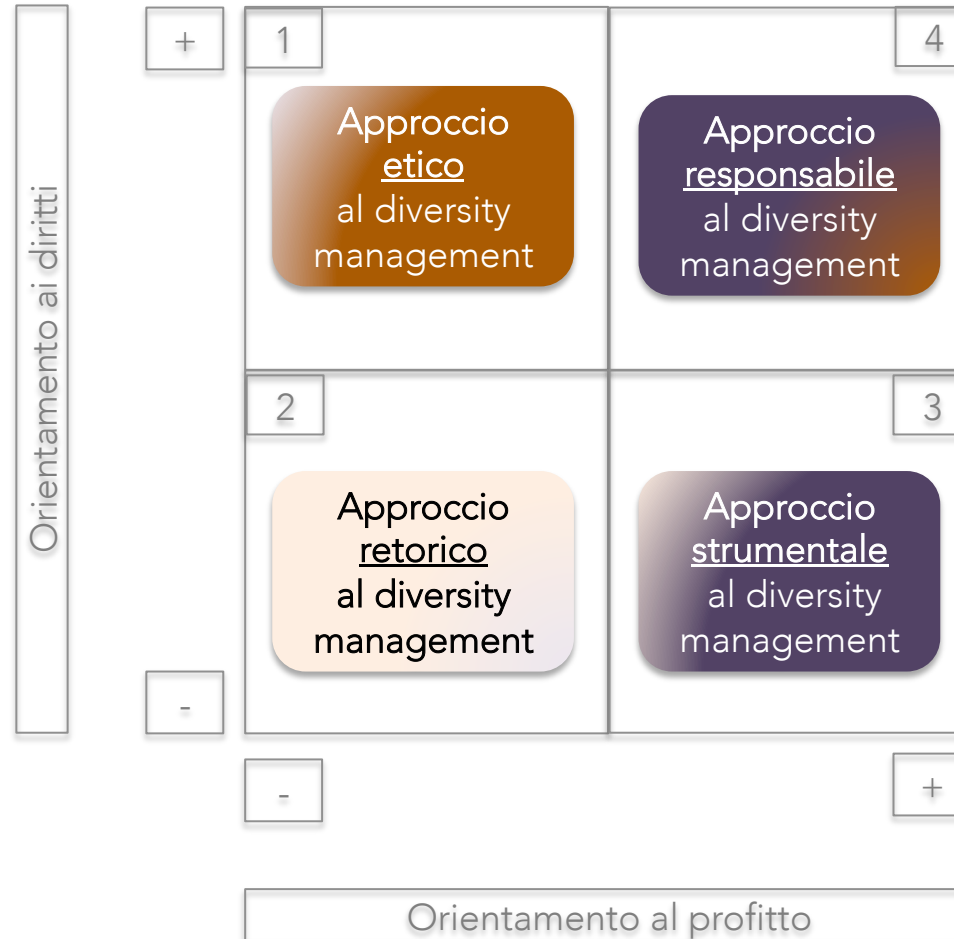 Orientamento ai diritti
+
1
Approccio
etico
al diversity
management
4
Approccio
responsabile
al diversity
management
2
Approccio
retorico
al diversity
management
3
Approccio
strumentale
al diversity
management
-
-
+
Orientamento al profitto